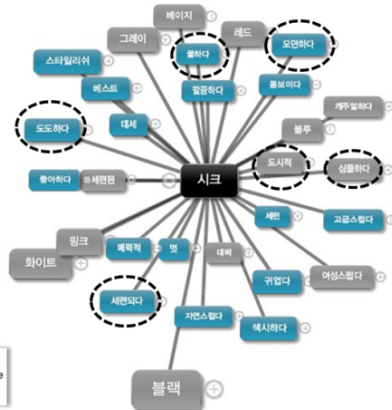 베이지
그레이
쿨하다
레드
모던하다
스타일리쉬
베스트
깔끔하다
돋보이다
캐주얼하다
블루
도도하다
대세
도시적
심플하다
좋아하다
세련된
시크
세련
고급스럽다
핑크
매력적
멋
대박
화이트
귀엽다
여성스럽다
세련되다
자연스럽다
섹시하다
블랙
e